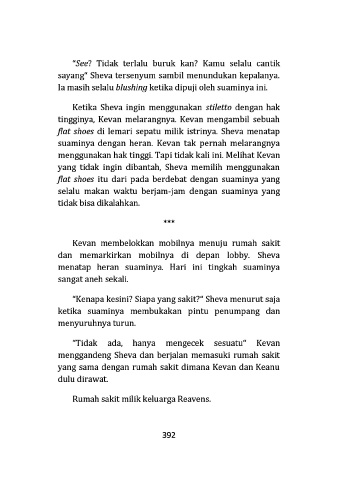 "See? Tidak terlalu buruk kan? Kamu selalu cantik
sayang" Sheva tersenyum sambil menundukan kepalanya.
Ia masih selalu blushing ketika dipuji oleh suaminya ini.
Ketika Sheva ingin menggunakan stiletto dengan hak
tingginya, Kevan melarangnya. Kevan mengambil sebuah
flat shoes di lemari sepatu milik istrinya. Sheva menatap
suaminya dengan heran. Kevan tak pernah melarangnya
menggunakan hak tinggi. Tapi tidak kali ini. Melihat Kevan
yang tidak ingin dibantah, Sheva memilih menggunakan
flat shoes itu dari pada berdebat dengan suaminya yang
selalu makan waktu berjam-jam dengan suaminya yang
tidak bisa dikalahkan.
***
Kevan membelokkan mobilnya menuju rumah sakit
dan memarkirkan mobilnya di depan lobby. Sheva
menatap heran suaminya. Hari ini tingkah suaminya
sangat aneh sekali.
"Kenapa kesini? Siapa yang sakit?" Sheva menurut saja
ketika suaminya membukakan pintu penumpang dan
menyuruhnya turun.
"Tidak ada, hanya mengecek sesuatu" Kevan
menggandeng Sheva dan berjalan memasuki rumah sakit
yang sama dengan rumah sakit dimana Kevan dan Keanu
dulu dirawat.
Rumah sakit milik keluarga Reavens.
392